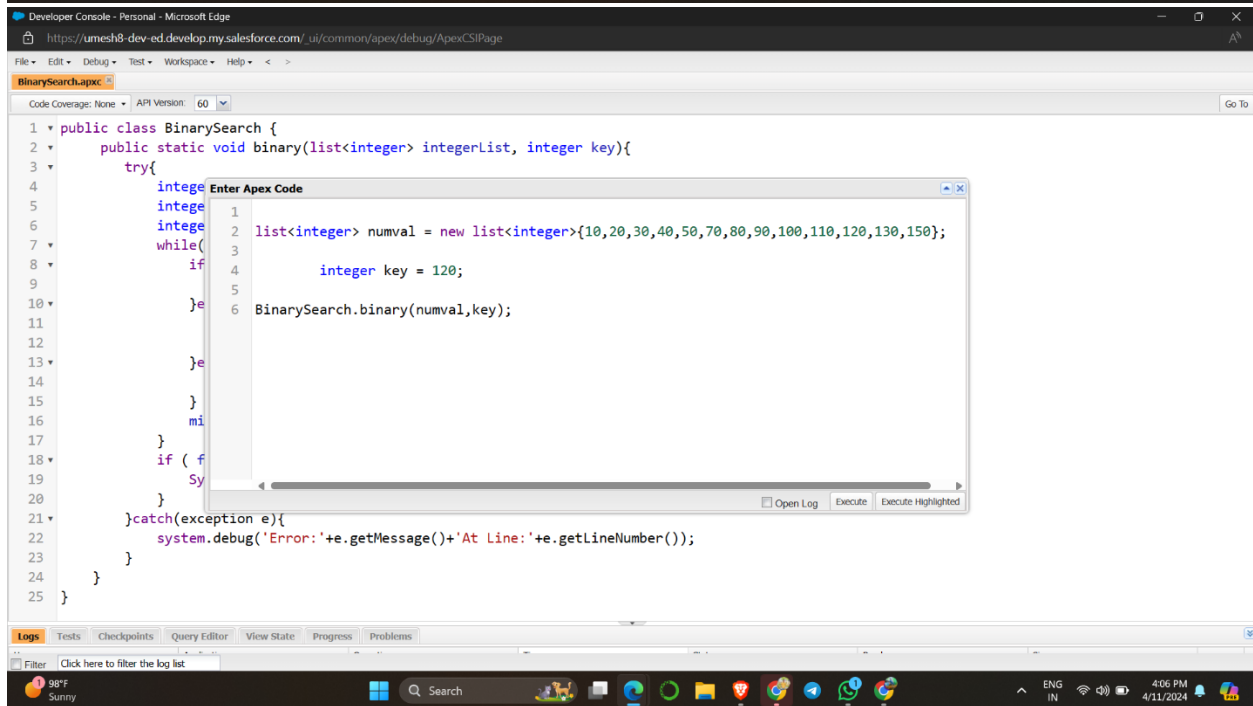 Developer Console - Personal - Microsoft Edge
https://umesh8-dev-ed.develop.my.salesforce.com/_ui/common/apex/debug/ApexCSIPage
File Edit Debug Test Workspace Help < >
BinarySearch.apxc
Code Coverage: None API Version: 60 Go To
1 public class BinarySearch {
2 public static void binary(list<integer> integerList, integer key){
3 try{
4 intege
5 intege
6 intege
7 while(
8 if
9
10 }e
11
12
13 }e
14
15 }
16 mi
17 }
18 if ( f
19 Sy
20 }
21 }catch(exception e){
22 system.debug('Error:'+e.getMessage()+'At Line:'+e.getLineNumber());
23 }
24 }
25 }
Enter Apex Code
1
2 list<integer> numval = new list<integer>{10,20,30,40,50,70,80,90,100,110,120,130,150};
3
4 integer key = 120;
5
6 BinarySearch.binary(numval,key);
Open Log Execute Execute Highlighted
Logs Tests Checkpoints Query Editor View State Progress Problems
Filter Click here to filter the log list
1 98°F
Sunny
Search
1
ENG
IN
4:06 PM
4/11/2024